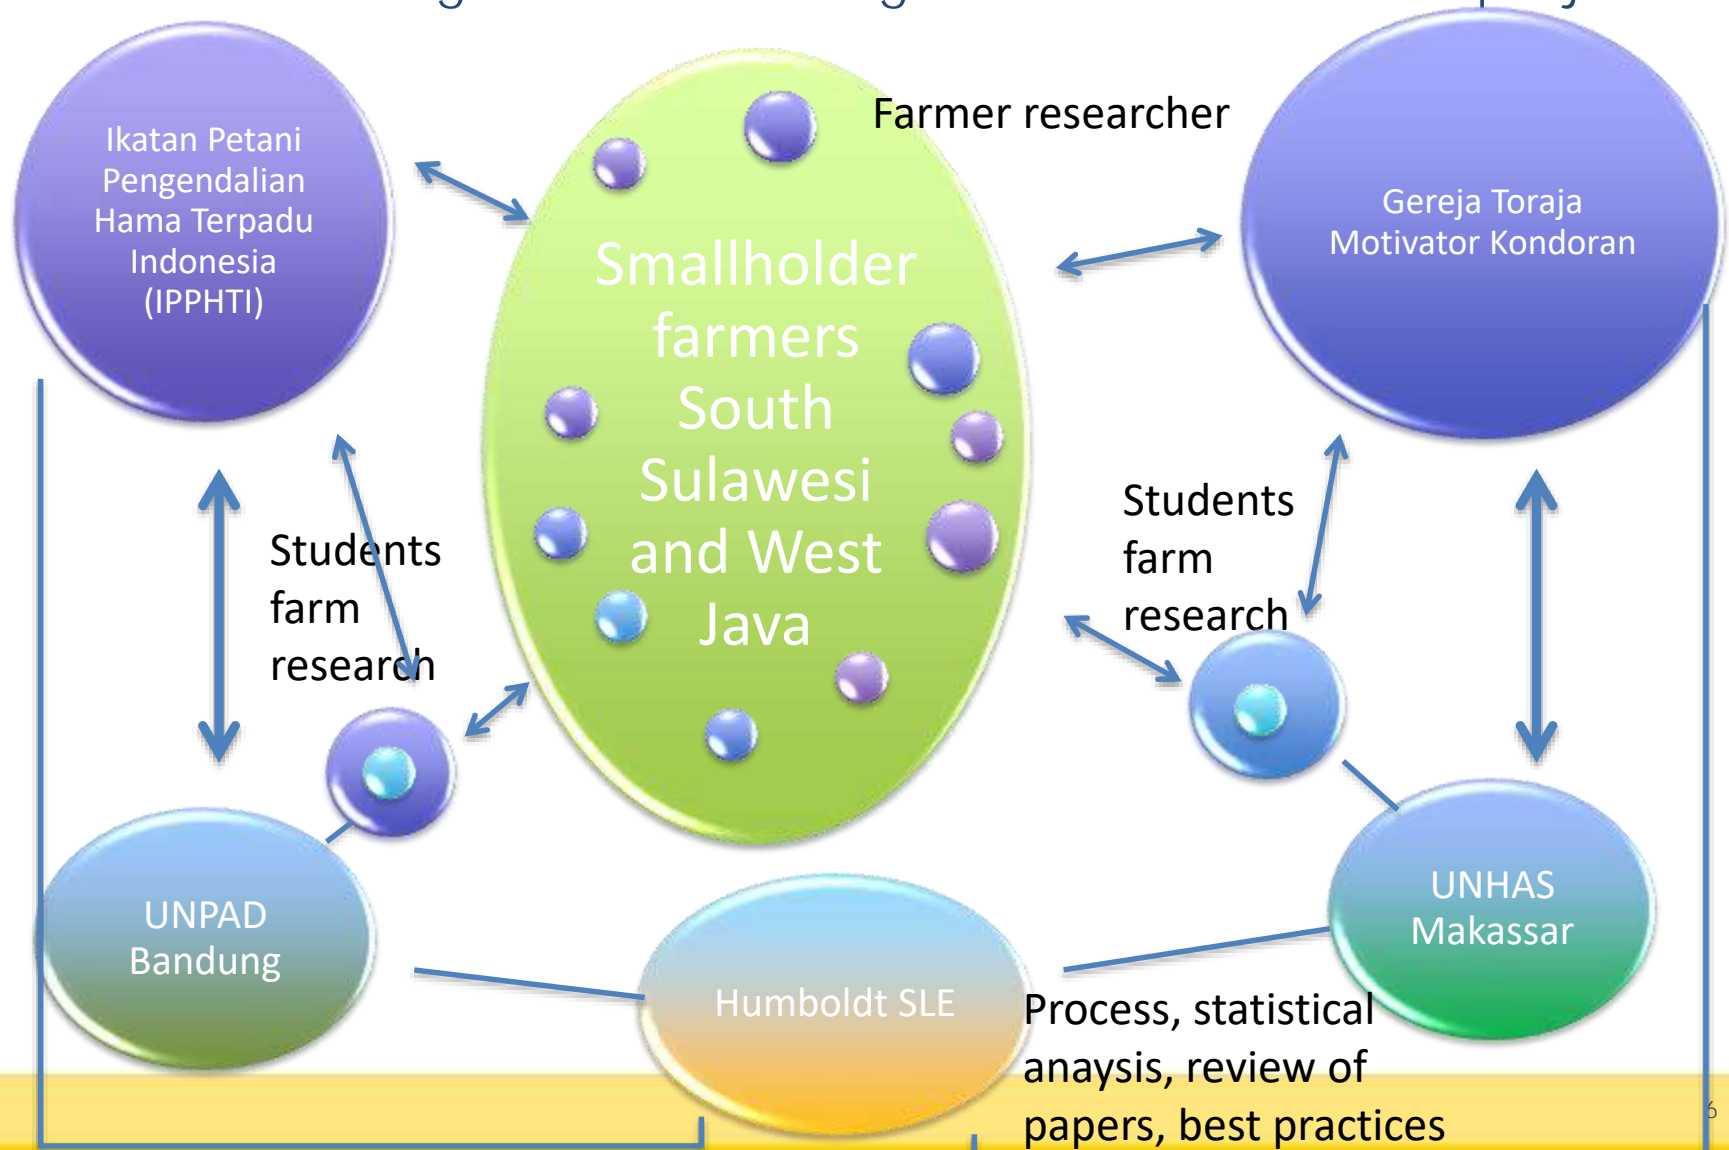 Farmer researcher
Ikatan Petani
Pengendalian
Hama Terpadu
Indonesia
(IPPHTI)
Gereja Toraja
Motivator Kondoran
Smallholder
farmers
South
Sulawesi
and West
Java
Students
farm
research
Students
farm
research
UNPAD
Bandung
UNHAS
Makassar
Humboldt SLE
Process, statistical
anaysis, review of
papers, best practices
6